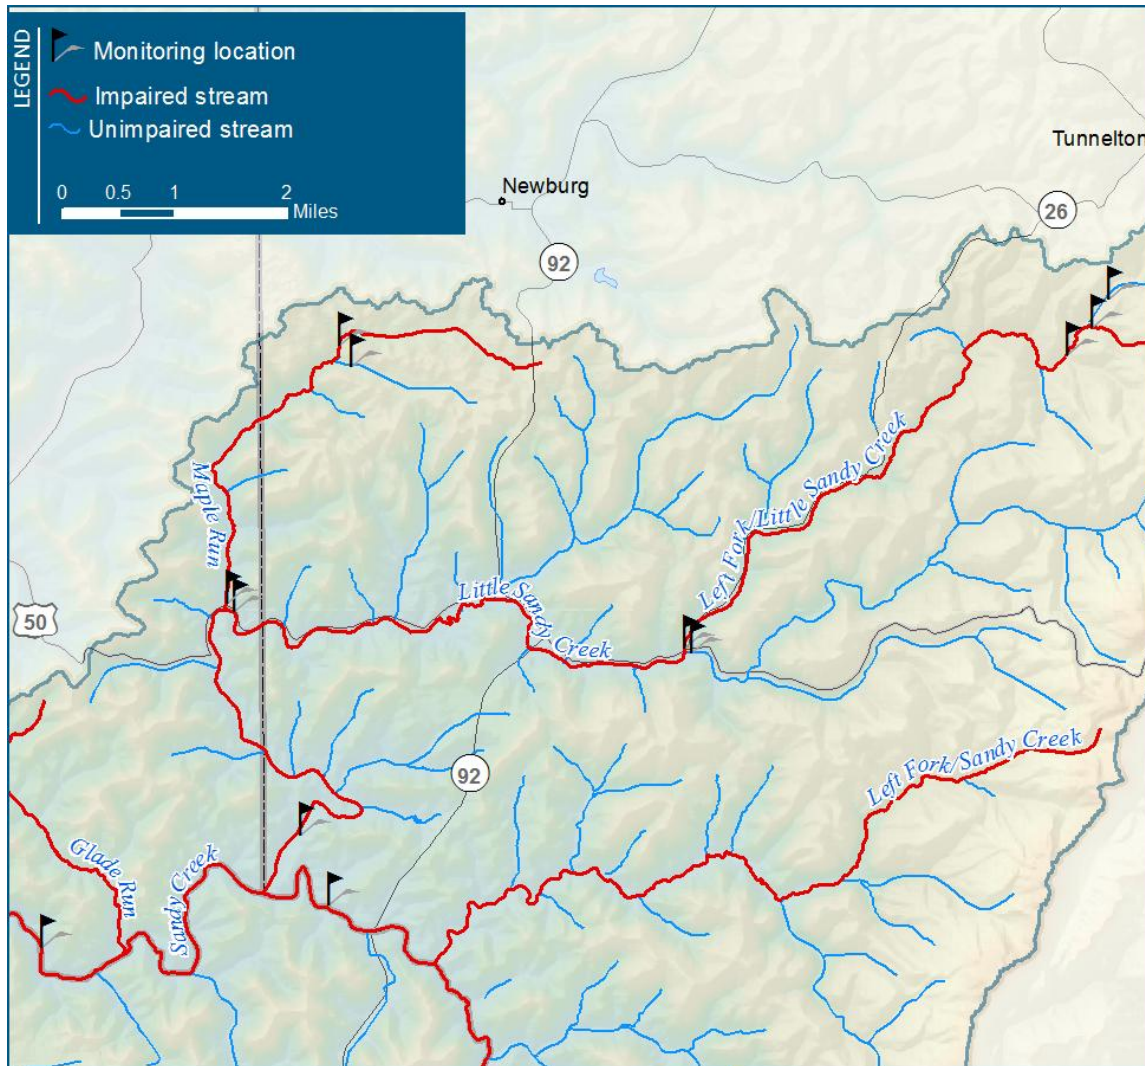 LEGEND
Monitoring location
Impaired stream
Unimpaired stream
0 0.5 1 2
Miles
Tunnelton
Newburg
26
92
Maple Run
Left Fork/Little Sandy Creek
Little Sandy
Creek
50
Left Fork/Sandy Creek
92
Glade Run
Sandy Creek